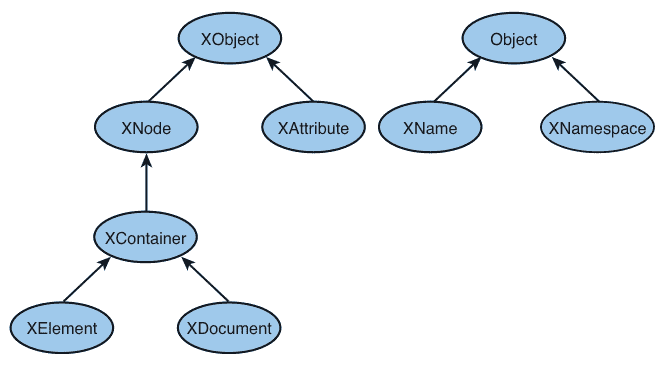 XObject
Object
XNode
XAttribute
XName
XNamespace
XContainer
XElement
XDocument